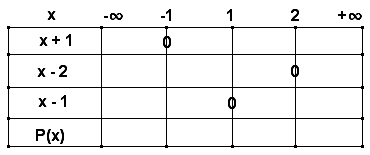 x -∞ -1 1 2 +∞
x + 1 0
x - 2 0
x - 1 0
P(x)